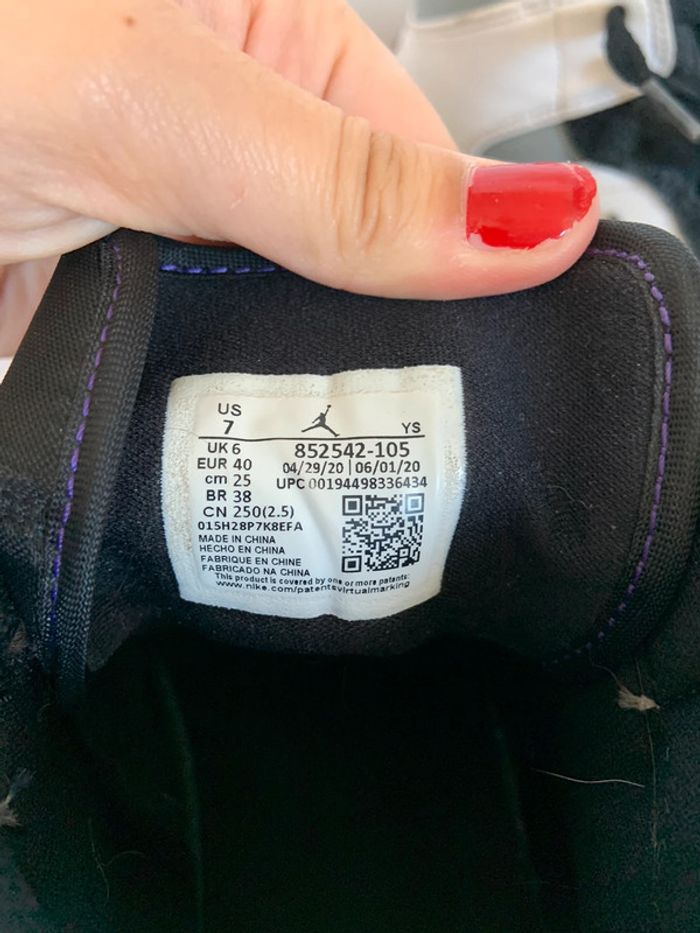 US
7 YS
UK 6 852542-105
EUR 40 04/29/20 | 06/01/20
cm 25 UPC 00194498336434
BR 38
CN 250(2.5)
015H28P7K8EFA
MADE IN CHINA
HECHO EN CHINA
FABRIQUE EN CHINE
FABRICADO NA CHINA
This product is covered by one or more patents:
www.nike.com/patentsvirtualmarking